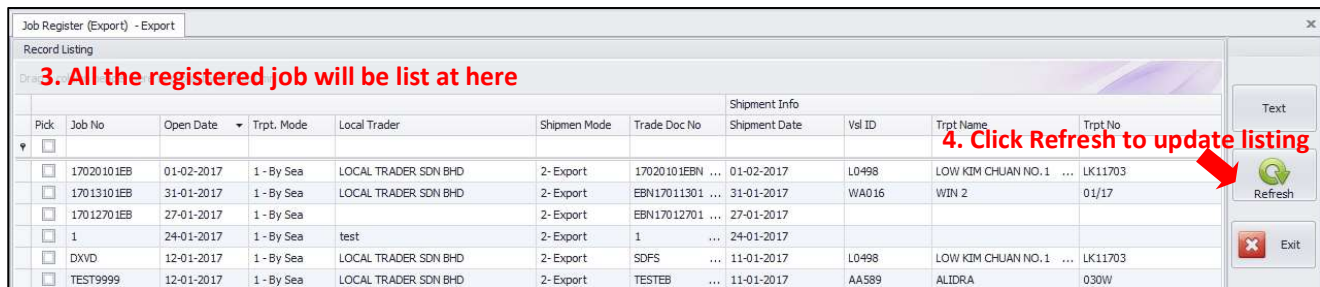 Job Register (Export) - Export
Record Listing
3. All the registered job will be list at here
Shipment Info
Text
Pick Job No Open Date Trpt. Mode Local Trader Shipmen Mode Trade Doc No Shipment Date Vsl ID Trpt Name Trpt No
4. Click Refresh to update listing
17020101EB 01-02-2017 1 - By Sea LOCAL TRADER SDN BHD 2- Export 17020101EBN ... 01-02-2017 L0498 LOW KIM CHUAN NO. 1 ... LK11703
17013101EB 31-01-2017 1 - By Sea LOCAL TRADER SDN BHD 2- Export EBN17011301 ... 31-01-2017 WA016 WIN 2 01/17
Refresh
17012701EB 27-01-2017 1 - By Sea 2- Export EBN17012701 ... 27-01-2017
1 24-01-2017 1 - By Sea test 2- Export 1 ... 24-01-2017
Exit
DXVD 12-01-2017 1 - By Sea LOCAL TRADER SDN BHD 2- Export SDFS ... 11-01-2017 L0498 LOW KIM CHUAN NO. 1 ... LK11703
TEST9999 12-01-2017 1 - By Sea LOCAL TRADER SDN BHD 2- Export TESTEB ... 11-01-2017 AA589 ALIDRA 030W